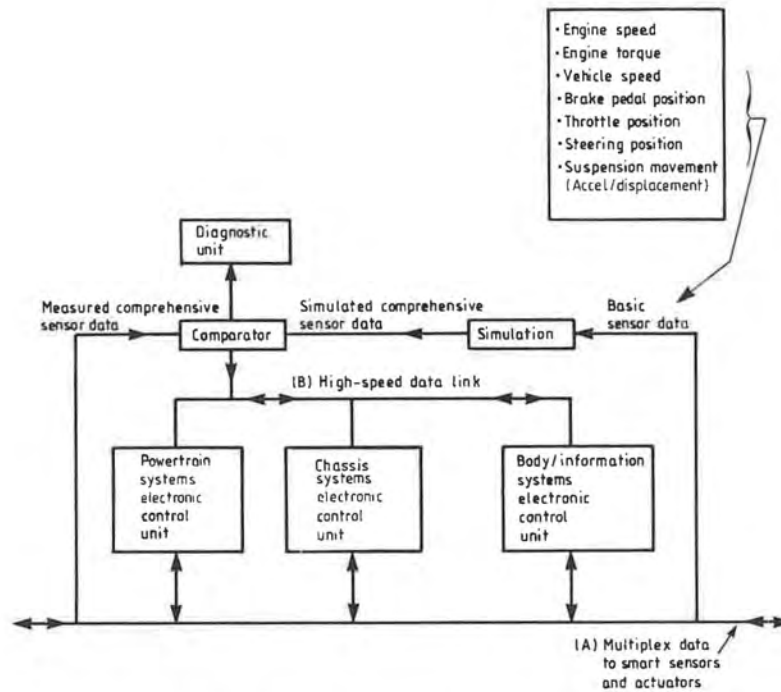 • Engine speed
• Engine torque
• Vehicle speed
• Brake pedal position
• Throttle position
• Steering position
• Suspension movement
(Accel/displacement)
Diagnostic
unit
Measured comprehensive
sensor data
Comparator
Simulated comprehensive
sensor data
Simulation
Basic
sensor data
(B) High-speed data link
Powertrain
systems
electronic
control
unit
Chassis
systems
electronic
control
unit
Body/information
systems
electronic
control
unit
(A) Multiplex data
to smart sensors
and actuators